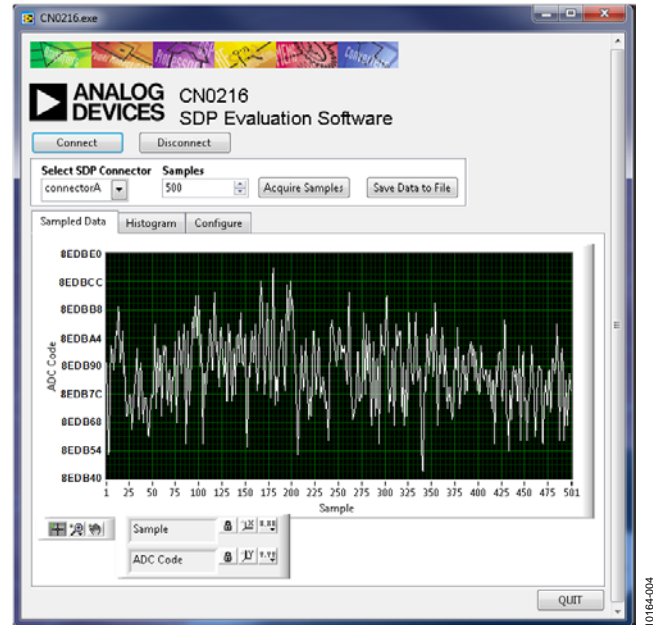 CN0216.exe
ANALOG DEVICES
CN0216
SDP Evaluation Software
Connect Disconnect
Select SDP Connector Samples
connectorA 500 Acquire Samples Save Data to File
Sampled Data Histogram Configure
8EDBE0
8EDBCC
8EDBB8
8EDBA4
8EDB90
8EDB7C
8EDB68
8EDB54
8EDB40
ADC Code
1 25 50 75 100 125 150 175 200 225 250 275 300 325 350 375 400 425 450 475 501
Sample
Sample
ADC Code
QUIT
10164-004